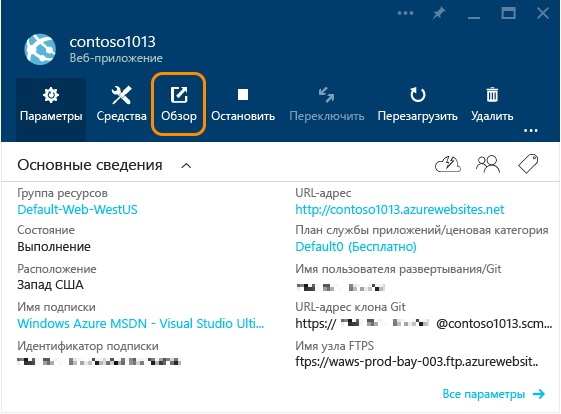 contoso1013
Веб-приложение
Параметры
Средства
Обзор
Остановить
Переключить
Перезагрузить
Удалить
Основные сведения
Группа ресурсов
Default-Web-WestUS
URL-адрес
http://contoso1013.azurewebsites.net
Состояние
Выполнение
План службы приложений/ценовая категория
Default0 (Бесплатно)
Расположение
Запад США
Имя пользователя развертывания/Git
Имя подписки
Windows Azure MSDN - Visual Studio Ulti...
URL-адрес клона Git
https:// @contoso1013.scm...
Идентификатор подписки
Имя узла FTPS
ftps://waws-prod-bay-003.ftp.azurewebsit..
Все параметры